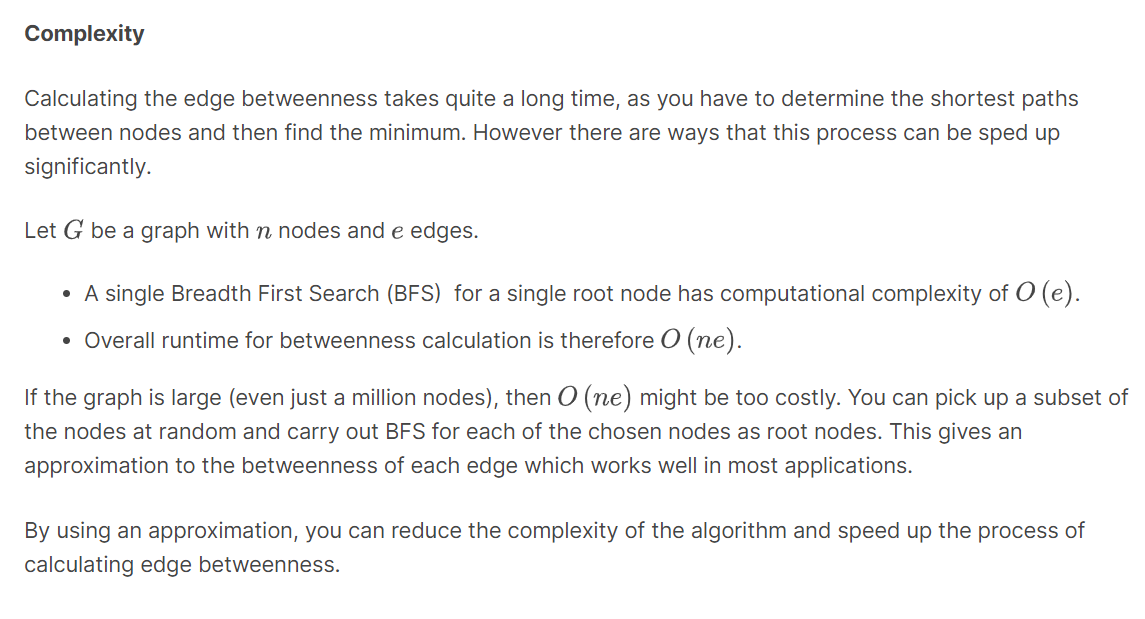 Complexity
Calculating the edge betweenness takes quite a long time, as you have to determine the shortest paths
between nodes and then find the minimum. However there are ways that this process can be sped up
significantly.
Let G be a graph with n nodes and e edges.
• A single Breadth First Search (BFS)  for a single root node has computational complexity of O (e).
• Overall runtime for betweenness calculation is therefore O (ne).
If the graph is large (even just a million nodes), then O (ne) might be too costly. You can pick up a subset of
the nodes at random and carry out BFS for each of the chosen nodes as root nodes. This gives an
approximation to the betweenness of each edge which works well in most applications.
By using an approximation, you can reduce the complexity of the algorithm and speed up the process of
calculating edge betweenness.